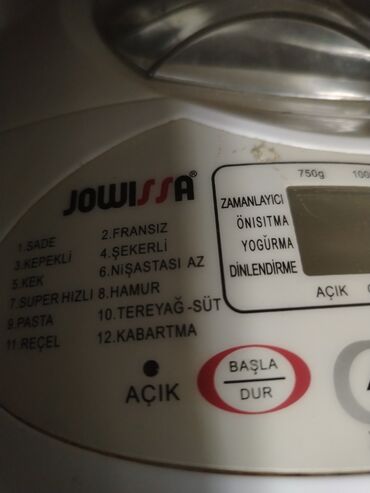 JOWISSA®
1.SADE 2.FRANSIZ
3.KEPEKLİ 4.ŞEKERLİ
5.KEK 6.NİŞASTASI AZ
7.SUPER HIZLI 8.HAMUR
9.PASTA 10.TEREYAĞ-SÜT
11.REÇEL 12.KABARTMA
AÇIK
BAŞLA
DUR
750g
ZAMANLAYICI
ÖNISITMA
YOĞURMA
DİNLENDİRME
AÇIK